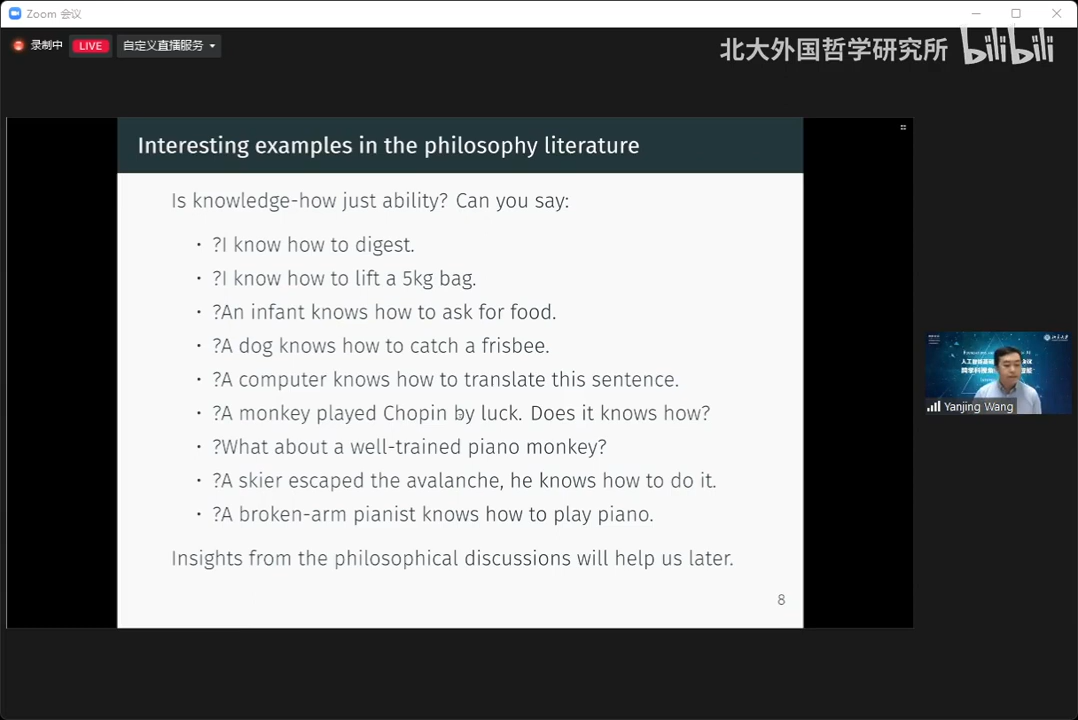 Zoom 会议
录制中
LIVE
自定义直播服务
北大外国哲学研究所
bilibili
Interesting examples in the philosophy literature
Is knowledge-how just ability? Can you say:
· ?I know how to digest.
· ?I know how to lift a 5kg bag.
· ?An infant knows how to ask for food.
· ?A dog knows how to catch a frisbee.
· ?A computer knows how to translate this sentence.
· ?A monkey played Chopin by luck. Does it knows how?
· ?What about a well-trained piano monkey?
· ?A skier escaped the avalanche, he knows how to do it.
· ?A broken-arm pianist knows how to play piano.
Insights from the philosophical discussions will help us later.
8
Yanjing Wang